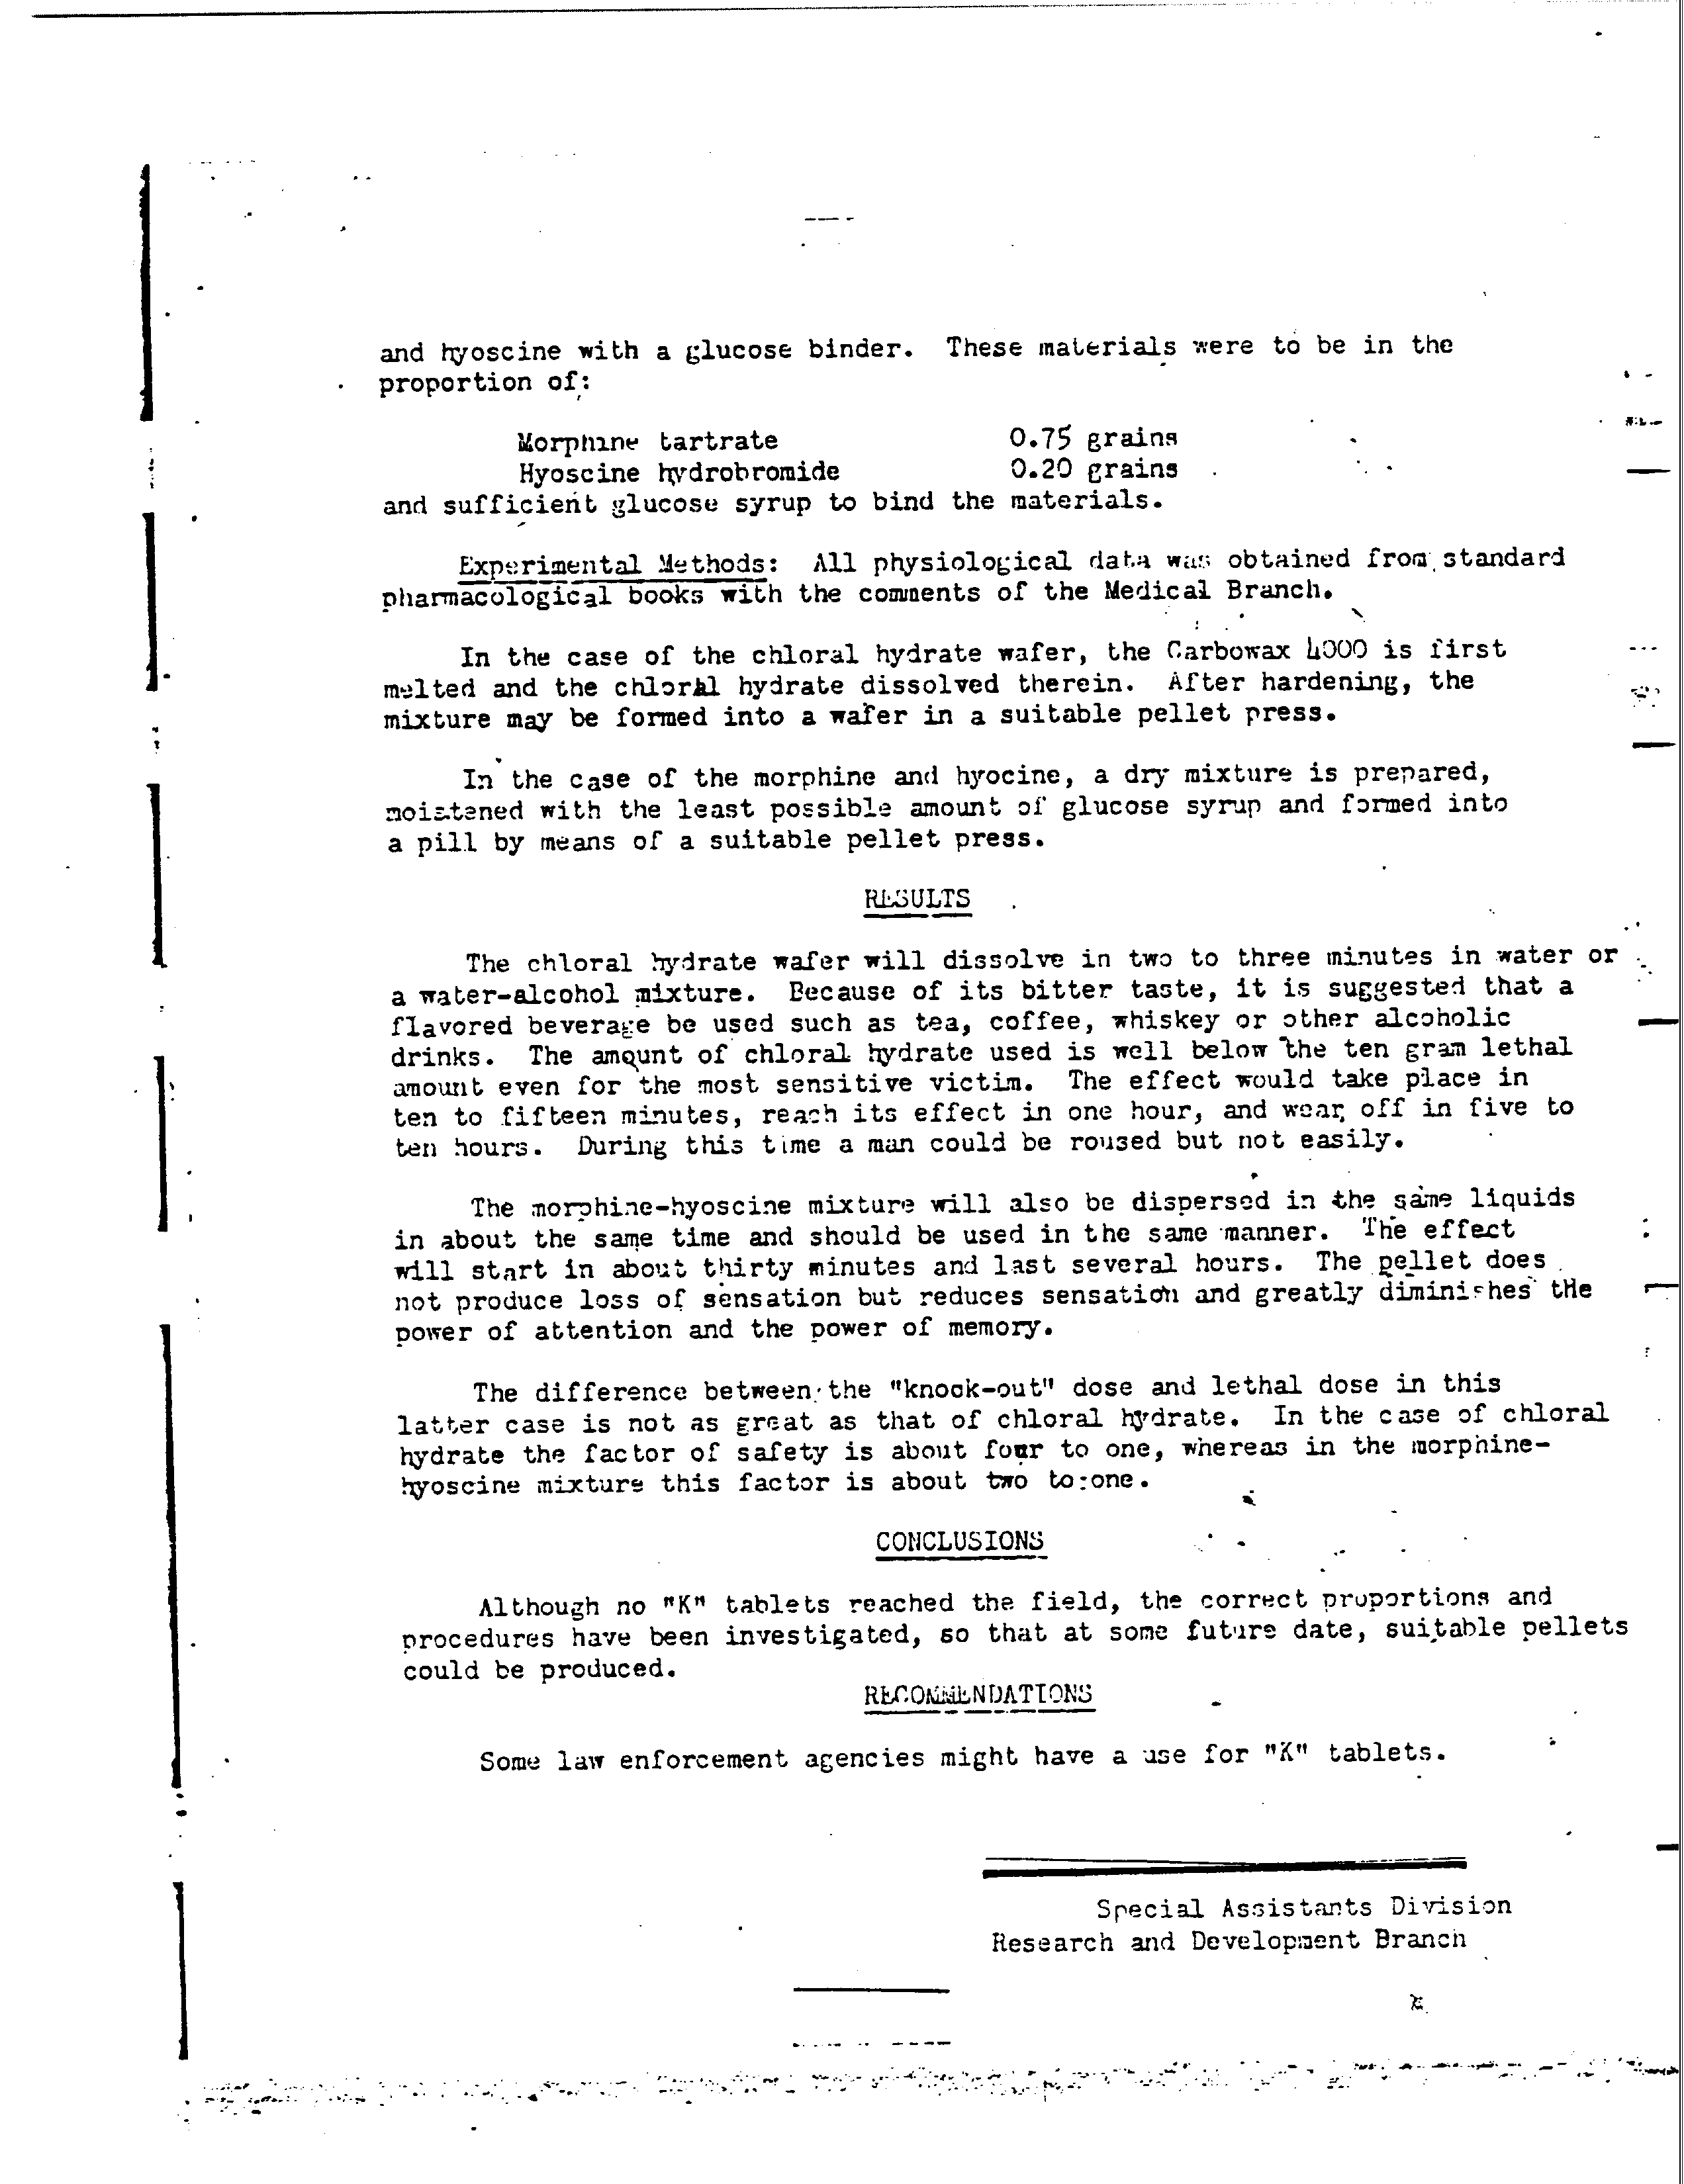 and hyoscine with a glucose binder. These materials were to be in the
proportion of:
Morphine tartrate 0.75 grains
Hyoscine hydrobromide 0.20 grains
and sufficient glucose syrup to bind the materials.
Experimental Methods: All physiological data was obtained from standard
pharmacological books with the comments of the Medical Branch.
In the case of the chloral hydrate wafer, the Carbowax 4000 is first
melted and the chloral hydrate dissolved therein. After hardening, the
mixture may be formed into a wafer in a suitable pellet press.
In the case of the morphine and hyocine, a dry mixture is prepared,
moistened with the least possible amount of glucose syrup and formed into
a pill by means of a suitable pellet press.
RESULTS
The chloral hydrate wafer will dissolve in two to three minutes in water or
a water-alcohol mixture. Because of its bitter taste, it is suggested that a
flavored beverage be used such as tea, coffee, whiskey or other alcoholic
drinks. The amount of chloral hydrate used is well below the ten gram lethal
amount even for the most sensitive victim. The effect would take place in
ten to fifteen minutes, reach its effect in one hour, and wear off in five to
ten hours. During this time a man could be roused but not easily.
The morphine-hyoscine mixture will also be dispersed in the same liquids
in about the same time and should be used in the same manner. The effect
will start in about thirty minutes and last several hours. The pellet does
not produce loss of sensation but reduces sensation and greatly diminishes the
power of attention and the power of memory.
The difference between the "knock-out" dose and lethal dose in this
latter case is not as great as that of chloral hydrate. In the case of chloral
hydrate the factor of safety is about four to one, whereas in the morphine-
hyoscine mixture this factor is about two to one.
CONCLUSIONS
Although no "K" tablets reached the field, the correct proportions and
procedures have been investigated, so that at some future date, suitable pellets
could be produced.
RECOMMENDATIONS
Some law enforcement agencies might have a use for "K" tablets.
Special Assistants Division
Research and Development Branch